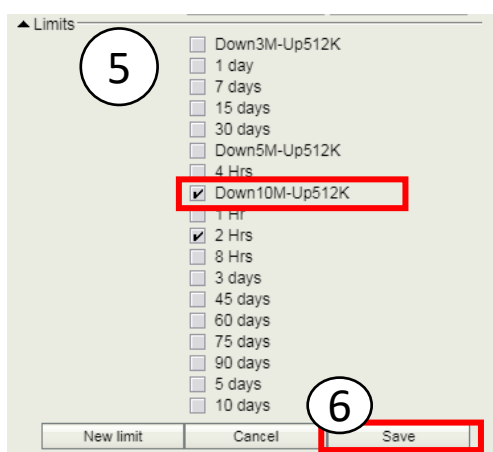 Limits
5
Down3M-Up512K
1 day
7 days
15 days
30 days
Down5M-Up512K
4 Hrs
Down10M-Up512K
1 Hr
2 Hrs
8 Hrs
3 days
45 days
60 days
75 days
90 days
5 days
10 days
6
New limit Cancel Save